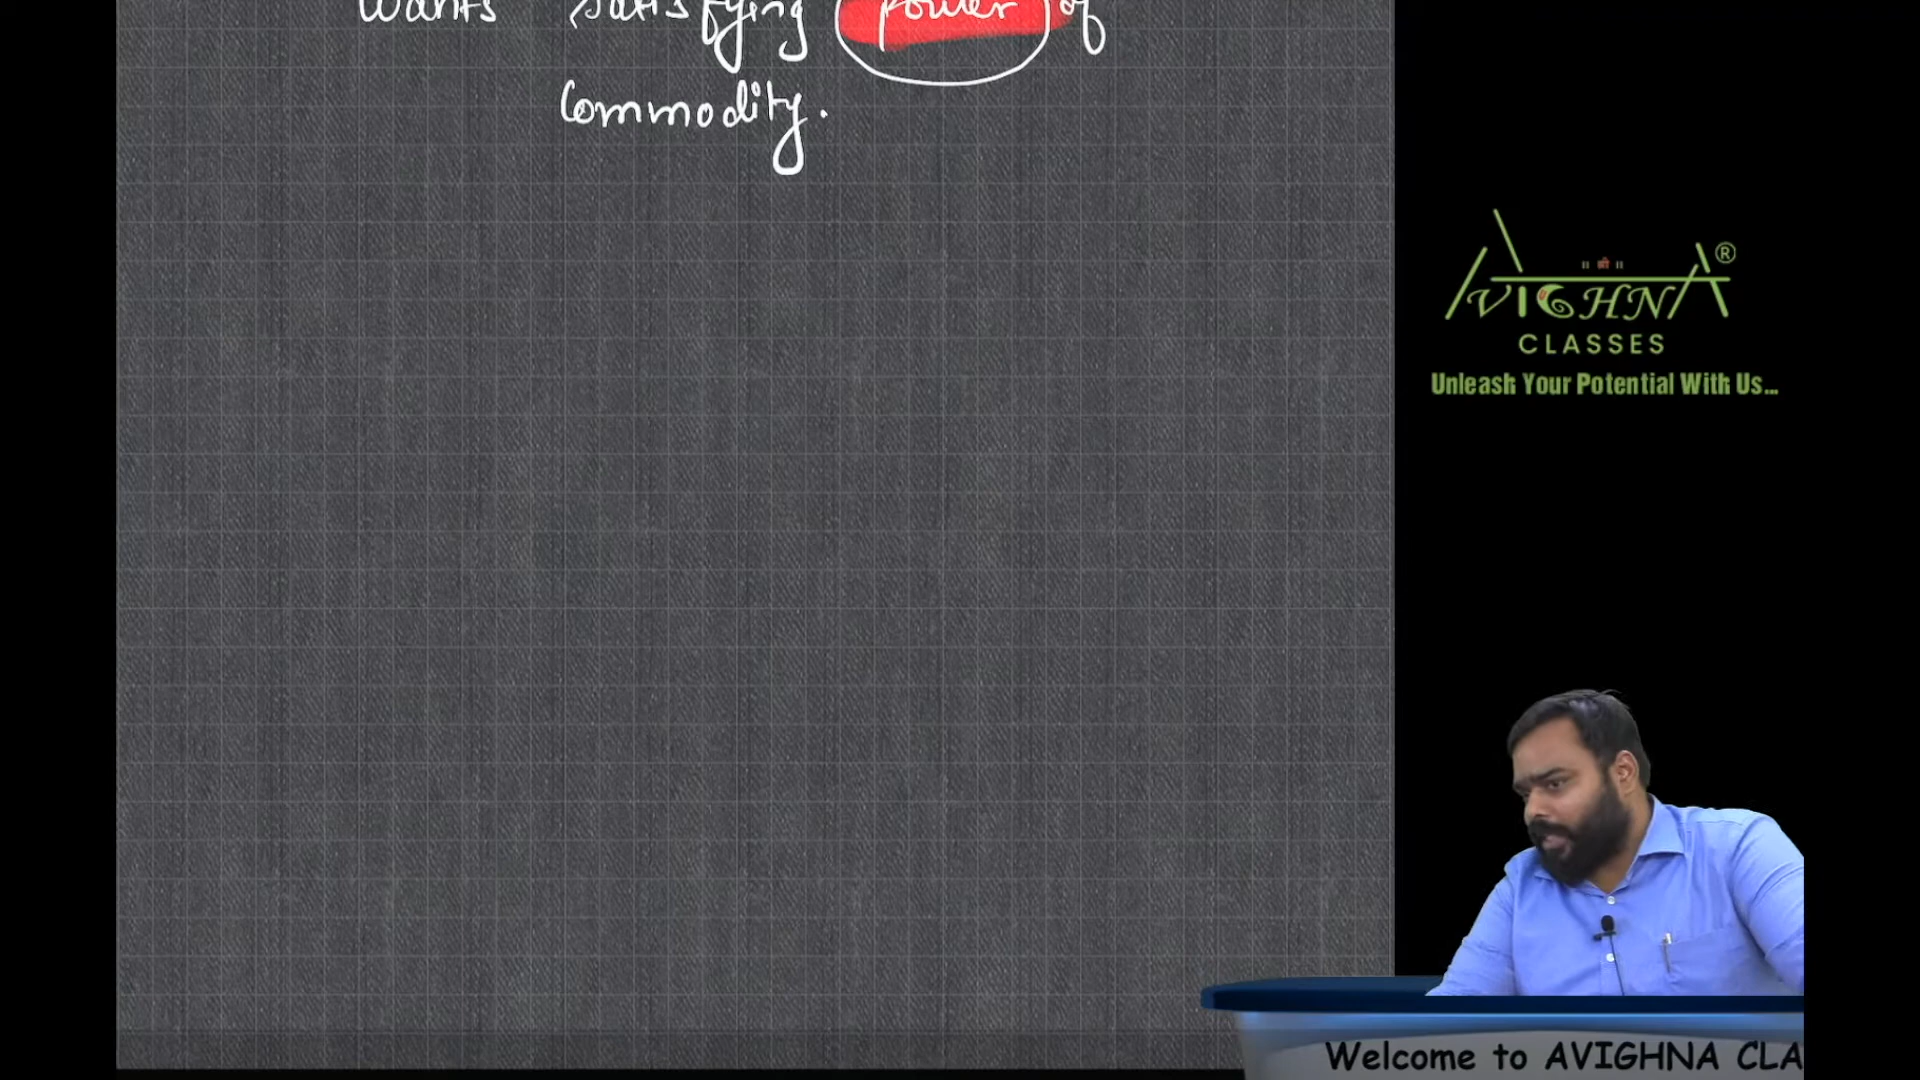 wants satisfying power of
Commodity.
AVIGHNA®
CLASSES
Unleash Your Potential With Us...
Welcome to AVIGHNA CLA